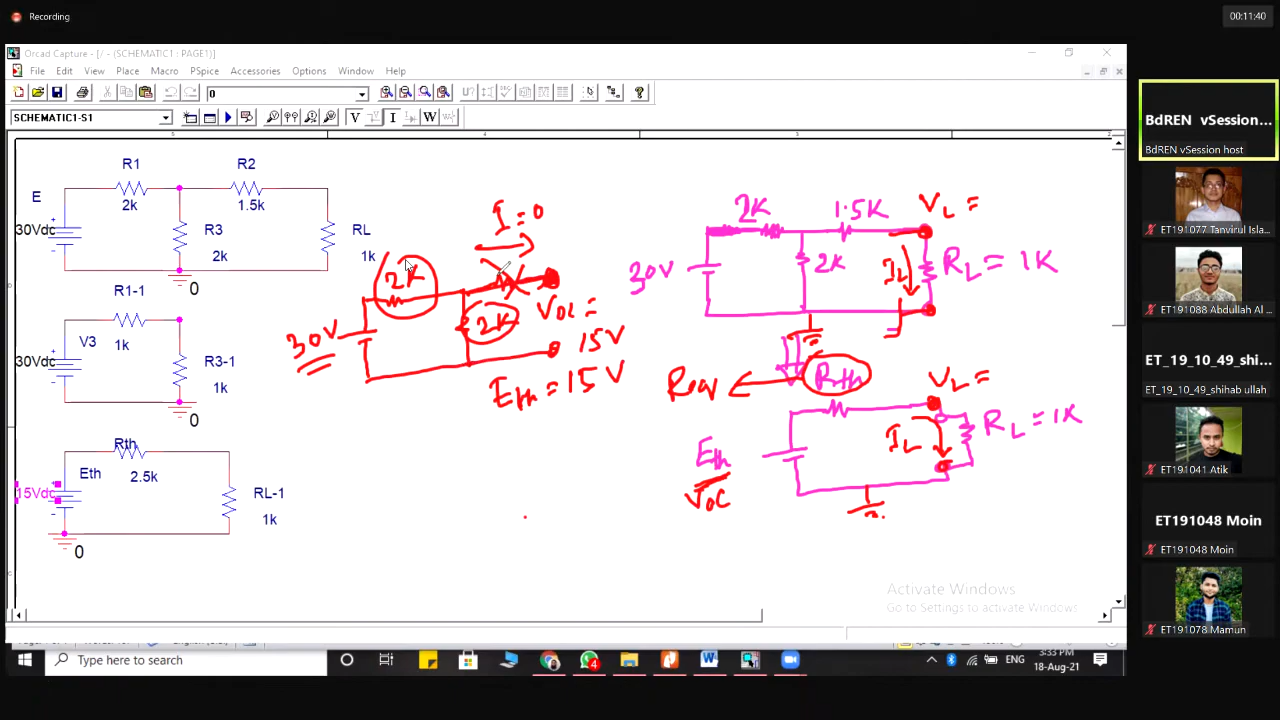 Recording
00:11:40
Orcad Capture - [/ - (SCHEMATIC1 : PAGE1)]
File Edit View Place Macro PSpice Accessories Options Window Help
0
SCHEMATIC1-S1
V I W
R1
R2
E
2k
1.5k
30Vdc
R3
RL
2k
1k
0
R1-1
V3
1k
30Vdc
R3-1
1k
0
Rth
Eth
2.5k
15Vdc
RL-1
1k
0
I = 0
2K
30V
2K
VOC =
15V
Eth = 15V
2K
1.5K
VL =
30V
2K
IL
RL = 1K
Rth
VL =
Eth
VOC
IL
RL = 1K
Activate Windows
Go to Settings to activate Windows.
BdREN vSession...
BdREN vSession host
ET191077 Tanvirul Isla...
ET191088 Abdullah Al ...
ET_19_10_49_shi...
ET_19_10_49_shihab ullah
ET191041 Atik
ET191048 Moin
ET191048 Moin
ET191078 Mamun
Type here to search
4
ENG
3:33 PM
18-Aug-21